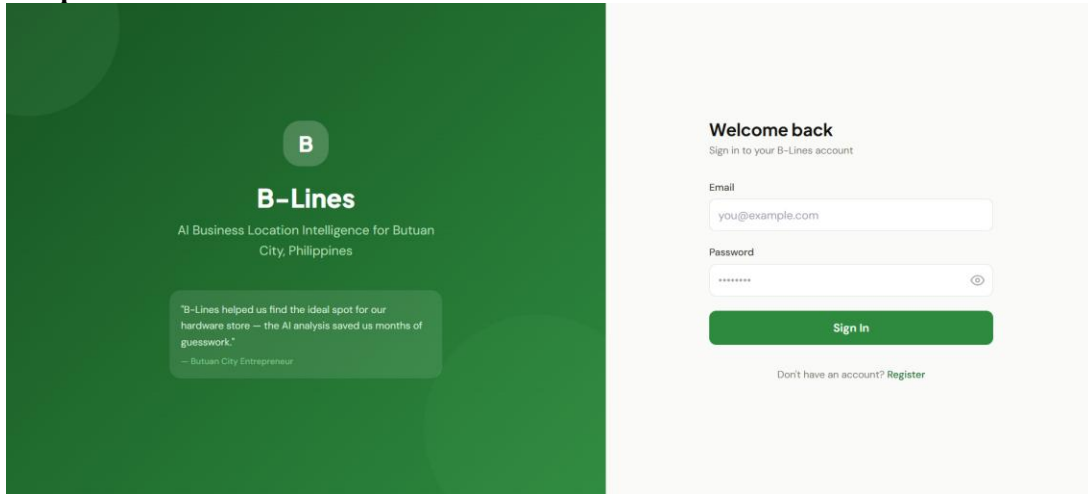 B
B-Lines
AI Business Location Intelligence for Butuan
City, Philippines
"B-Lines helped us find the ideal spot for our
hardware store — the AI analysis saved us months of
guesswork."
— Butuan City Entrepreneur
Welcome back
Sign in to your B-Lines account
Email
you@example.com
Password
••••••••
Sign In
Don't have an account? Register